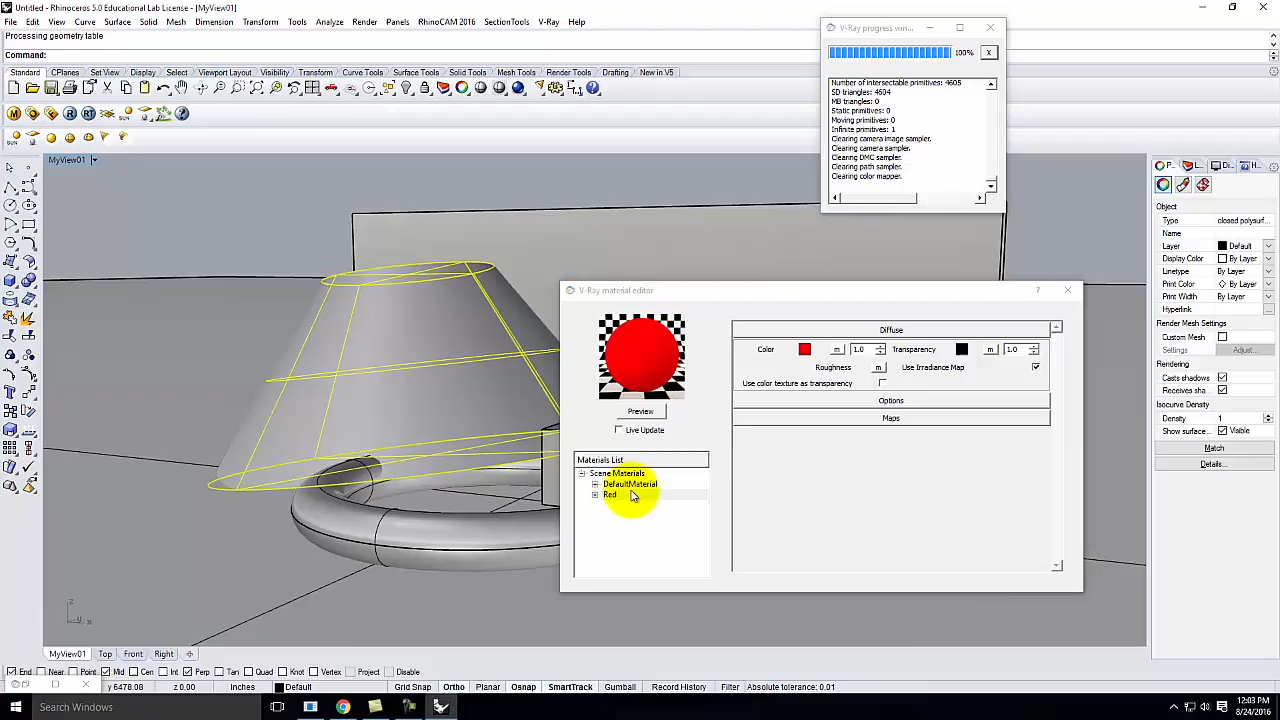 Untitled - Rhinoceros 5.0 Educational Lab License - [MyView01]
File Edit View Curve Surface Solid Mesh Dimension Transform Tools Analyze Render Panels RhinoCAM 2016 SectionTools V-Ray Help
Processing geometry table
Command:
Standard CPlanes Set View Display Select Viewport Layout Visibility Transform Curve Tools Surface Tools Solid Tools Mesh Tools Render Tools Drafting New in V5
V-Ray progress win...
100%
X
Number of intersectable primitives: 4605
SD triangles: 4604
MB triangles: 0
Static primitives: 0
Moving primitives: 0
Infinite primitives: 1
Clearing camera image sampler.
Clearing camera sampler.
Clearing DMC sampler.
Clearing path sampler.
Clearing color mapper.
MyView01
V-Ray material editor
Preview
Live Update
Materials List
Scene Materials
DefaultMaterial
Red
Diffuse
Color m 1.0 Transparency m 1.0
Roughness m Use Irradiance Map
Use color texture as transparency
Options
Maps
P... L... Di... H...
Object
Type closed polysurf...
Name
Layer Default
Display Color By Layer
Linetype By Layer
Print Color By Layer
Print Width By Layer
Hyperlink
Render Mesh Settings
Custom Mesh
Settings Adjust...
Rendering
Casts shadows
Receives sha...
Isocurve Density
Density 1
Show surface... Visible
Match
Details...
z
y x
MyView01 Top Front Right
End Near Point Mid Cen Int Perp Tan Quad Knot Vertex Project Disable
y 6478.08 z 0.00 Inches Default Grid Snap Ortho Planar Osnap SmartTrack Gumball Record History Filter Absolute tolerance: 0.01
Search Windows
12:03 PM
8/24/2016